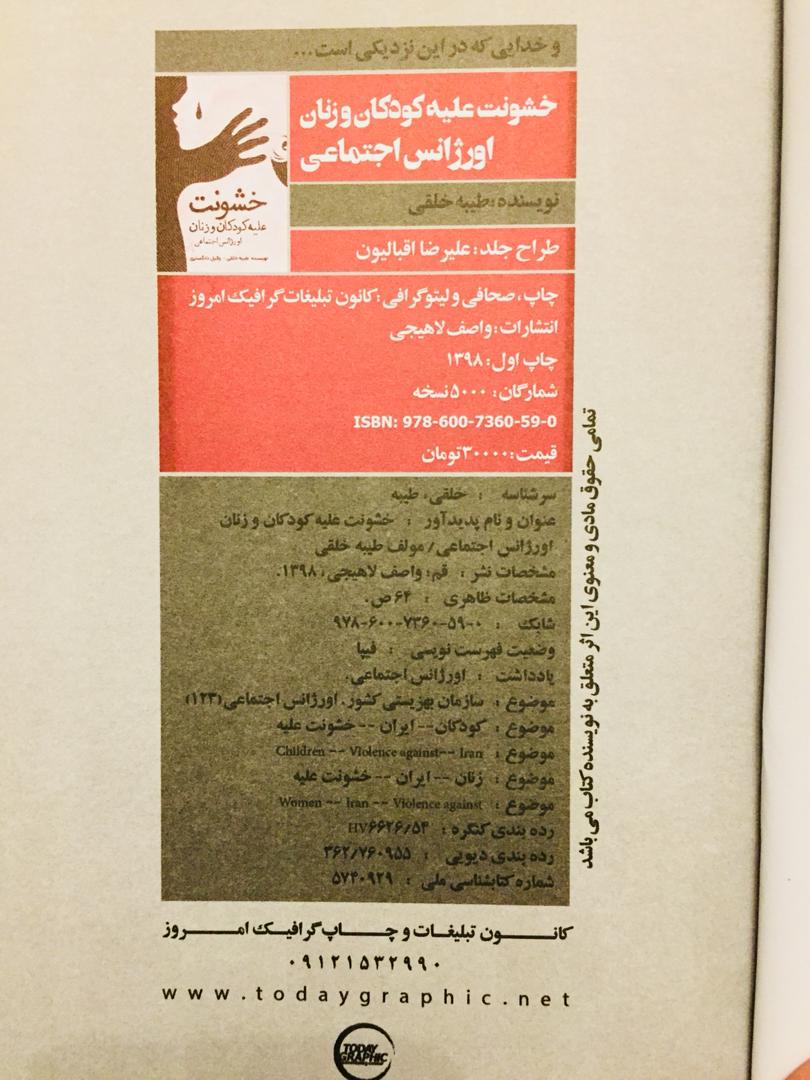 و خدایی که در این نزدیکی است...
خشونت علیه کودکان و زنان
اورژانس اجتماعی
نویسنده: طیبه خلقی
طراح جلد: علیرضا اقبالیون
خشونت
علیه کودکان و زنان
اورژانس اجتماعی
چاپ، صحافی و لیتوگرافی: کانون تبلیغات گرافیک امروز
انتشارات: واصف لاهیجی
چاپ اول: ۱۳۹۸
شمارگان: ۵۰۰۰ نسخه
ISBN: 978-600-7360-59-0
قیمت: ۳۰۰۰۰ تومان
سرشناسه : خلقی، طیبه
عنوان و نام پدیدآور : خشونت علیه کودکان و زنان
اورژانس اجتماعی/ مولف طیبه خلقی
مشخصات نشر : قم: واصف لاهیجی، ۱۳۹۸.
مشخصات ظاهری : ۶۴ ص.
شابک : ۹۷۸-۶۰۰-۷۳۶۰-۵۹-۰
وضعیت فهرست نویسی : فیپا
یادداشت : اورژانس اجتماعی.
موضوع : سازمان بهزیستی کشور. اورژانس اجتماعی (۱۲۳)
موضوع : کودکان-- ایران -- خشونت علیه
موضوع : Children -- Violence against-- Iran
موضوع : زنان -- ایران -- خشونت علیه
موضوع : Women -- Iran -- Violence against
رده بندی کنگره : HV۶۶۲۶/۵۴
رده بندی دیویی : ۳۶۲/۷۶۰۹۵۵
شماره کتابشناسی ملی : ۵۷۴۰۹۲۹
تمامی حقوق مادی و معنوی این اثر متعلق به نویسنده کتاب می باشد
کانون تبلیغات و چاپ گرافیک امروز
۰۹۱۲۱۵۳۲۹۹۰
www.todaygraphic.net
TODAY
GRAPHIC